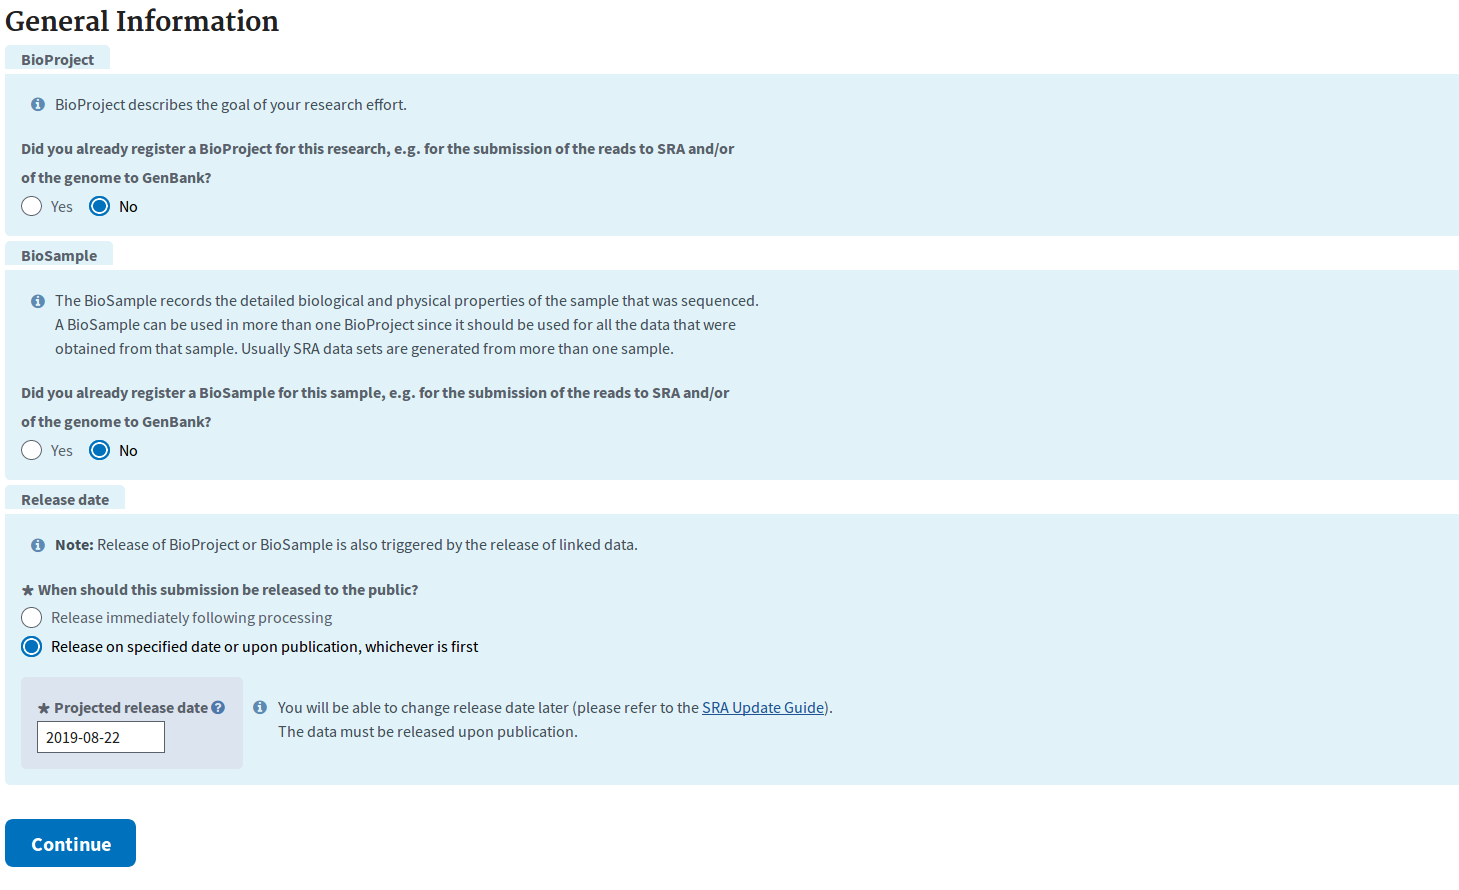 General Information
BioProject
BioProject describes the goal of your research effort.
Did you already register a BioProject for this research, e.g. for the submission of the reads to SRA and/or
of the genome to GenBank?
Yes No
BioSample
The BioSample records the detailed biological and physical properties of the sample that was sequenced.
A BioSample can be used in more than one BioProject since it should be used for all the data that were
obtained from that sample. Usually SRA data sets are generated from more than one sample.
Did you already register a BioSample for this sample, e.g. for the submission of the reads to SRA and/or
of the genome to GenBank?
Yes No
Release date
Note: Release of BioProject or BioSample is also triggered by the release of linked data.
★ When should this submission be released to the public?
Release immediately following processing
Release on specified date or upon publication, whichever is first
★ Projected release date
2019-08-22
You will be able to change release date later (please refer to the SRA Update Guide).
The data must be released upon publication.
Continue